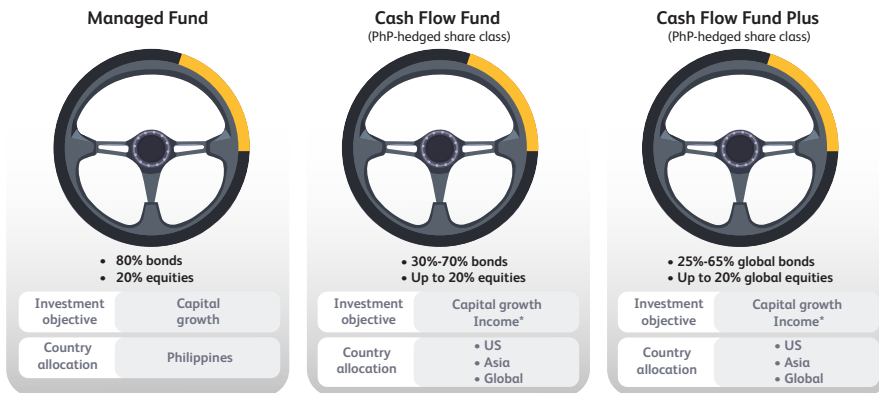 Managed Fund
• 80% bonds
• 20% equities
Investment
objective
Capital
growth
Country
allocation
Philippines
Cash Flow Fund
(PhP-hedged share class)
• 30%-70% bonds
• Up to 20% equities
Investment
objective
Capital growth
Income*
Country
allocation
• US
• Asia
• Global
Cash Flow Fund Plus
(PhP-hedged share class)
• 25%-65% global bonds
• Up to 20% global equities
Investment
objective
Capital growth
Income*
Country
allocation
• US
• Asia
• Global